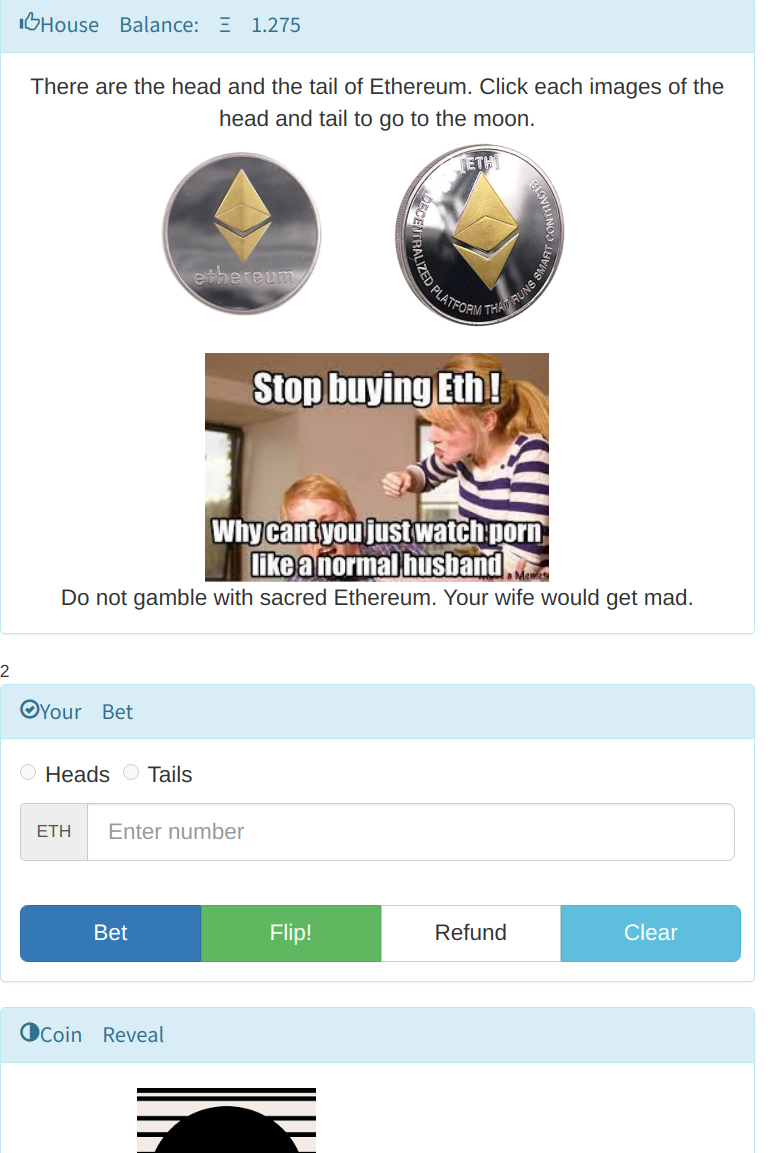 House Balance: Ξ 1.275
There are the head and the tail of Ethereum. Click each images of the
head and tail to go to the moon.
ethereum
[ETH]
DECENTRALIZED PLATFORM THAT RUNS SMART CONTRACTS
Stop buying Eth !
Why cant you just watch porn
like a normal husband
Do not gamble with sacred Ethereum. Your wife would get mad.
2
Your Bet
Heads Tails
ETH Enter number
Bet Flip! Refund Clear
Coin Reveal